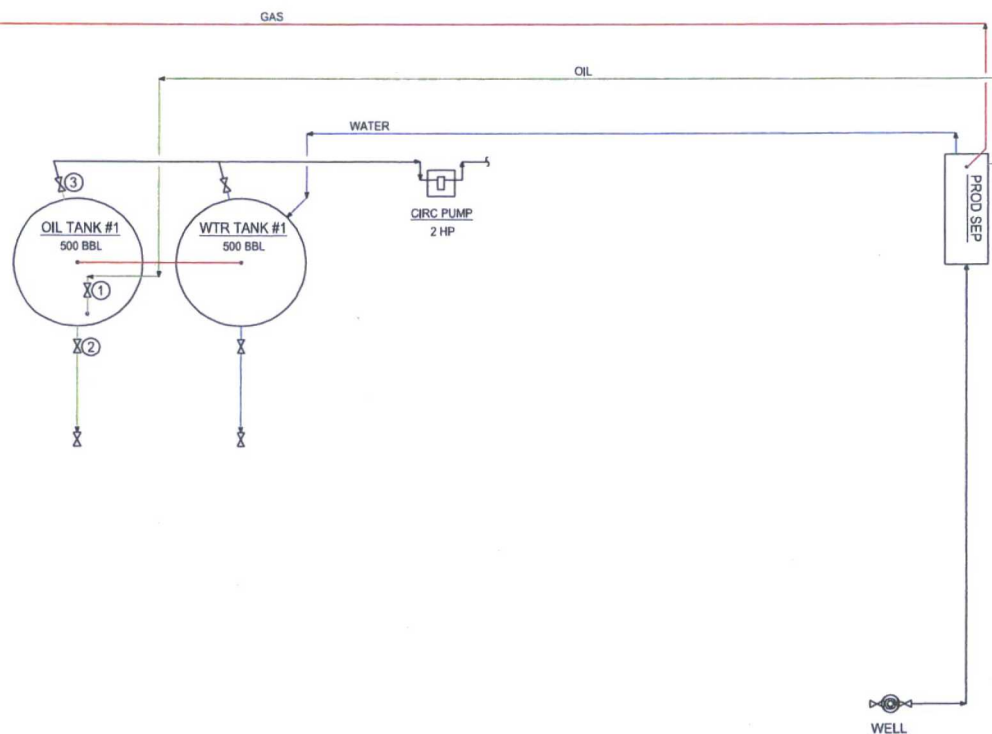 GAS
OIL
WATER
③
CIRC PUMP
2 HP
PROD SEP
OIL TANK #1
500 BBL
WTR TANK #1
500 BBL
①
②
WELL